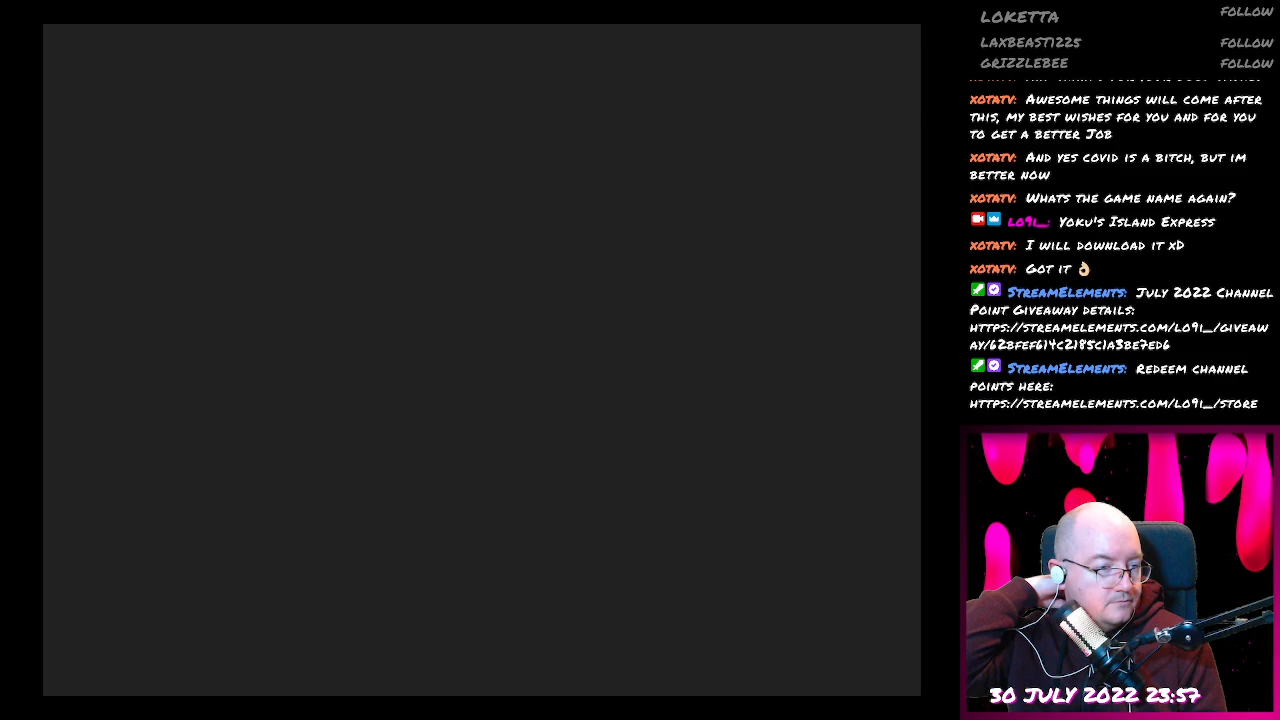 LOKETTA FOLLOW
LAXBEAST1225 FOLLOW
GRIZZLEBEE FOLLOW
XOTATV: AWESOME THINGS WILL COME AFTER
THIS, MY BEST WISHES FOR YOU AND FOR YOU
TO GET A BETTER JOB
XOTATV: AND YES COVID IS A BITCH, BUT IM
BETTER NOW
XOTATV: WHATS THE GAME NAME AGAIN?
LO9I_: YOKU'S ISLAND EXPRESS
XOTATV: I WILL DOWNLOAD IT XD
XOTATV: GOT IT 👌🏼
STREAMELEMENTS: JULY 2022 CHANNEL
POINT GIVEAWAY DETAILS:
HTTPS://STREAMELEMENTS.COM/LO9I_/GIVEAW
AY/62BFEF614C2185C1A3BE7ED6
STREAMELEMENTS: REDEEM CHANNEL
POINTS HERE:
HTTPS://STREAMELEMENTS.COM/LO9I_/STORE
30 JULY 2022 23:57